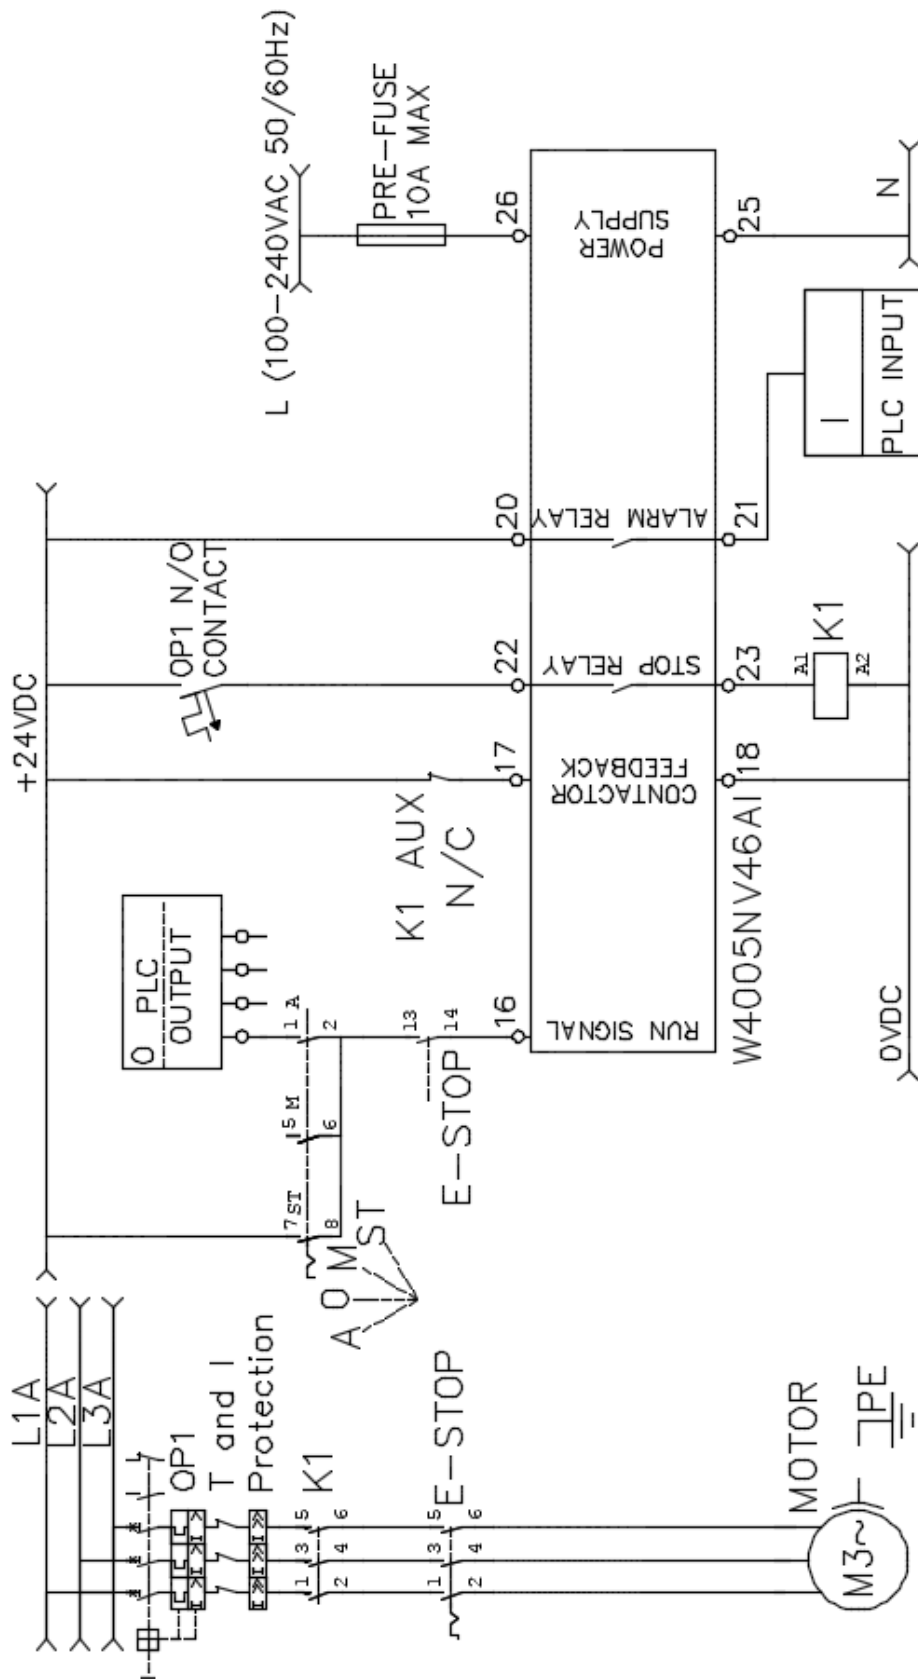 +24VDC
L (100-240VAC 50/60Hz)
PRE-FUSE
10A MAX
26
POWER
SUPPLY
25
N
20
ALARM RELAY
21
I
PLC INPUT
OP1 N/O
CONTACT
22
STOP RELAY
23
A1
A2
K1
17
CONTACTOR
FEEDBACK
18
K1 AUX
N/C
W4005NV46AI
0VDC
O PLC
OUTPUT
1 A
2
5 M
6
7 ST
8
13
14
E-STOP
16
RUN SIGNAL
A O M ST
L1A
L2A
L3A
OP1
T and I
Protection
I> I> I>
I>> I>> I>>
K1
1 3 5
2 4 6
E-STOP
1 3 5
2 4 6
MOTOR
M3~
PE